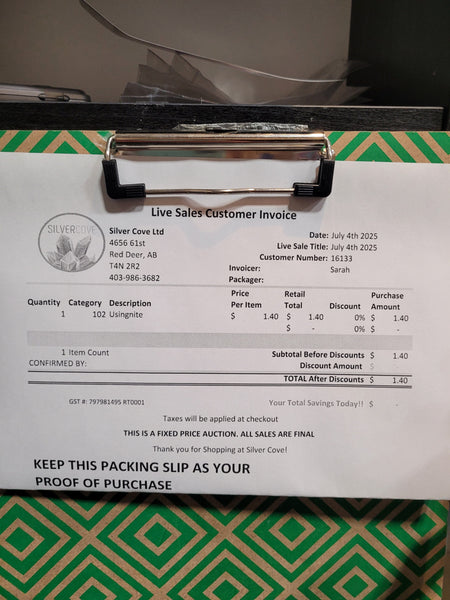 Live Sales Customer Invoice
SILVERCOVE
Silver Cove Ltd
4656 61st
Red Deer, AB
T4N 2R2
403-986-3682
Date: July 4th 2025
Live Sale Title: July 4th 2025
Customer Number: 16133
Invoicer: Sarah
Packager:
Quantity Category Description Price Per Item Retail Total Discount Purchase Amount
1 102 Usingnite $ 1.40 $ 1.40 0% $ 1.40
$ - 0% $ -
1 Item Count Subtotal Before Discounts $ 1.40
CONFIRMED BY: Discount Amount $ -
TOTAL After Discounts $ 1.40
GST #: 797981495 RT0001 Your Total Savings Today!! $ -
Taxes will be applied at checkout
THIS IS A FIXED PRICE AUCTION. ALL SALES ARE FINAL
Thank you for Shopping at Silver Cove!
KEEP THIS PACKING SLIP AS YOUR
PROOF OF PURCHASE